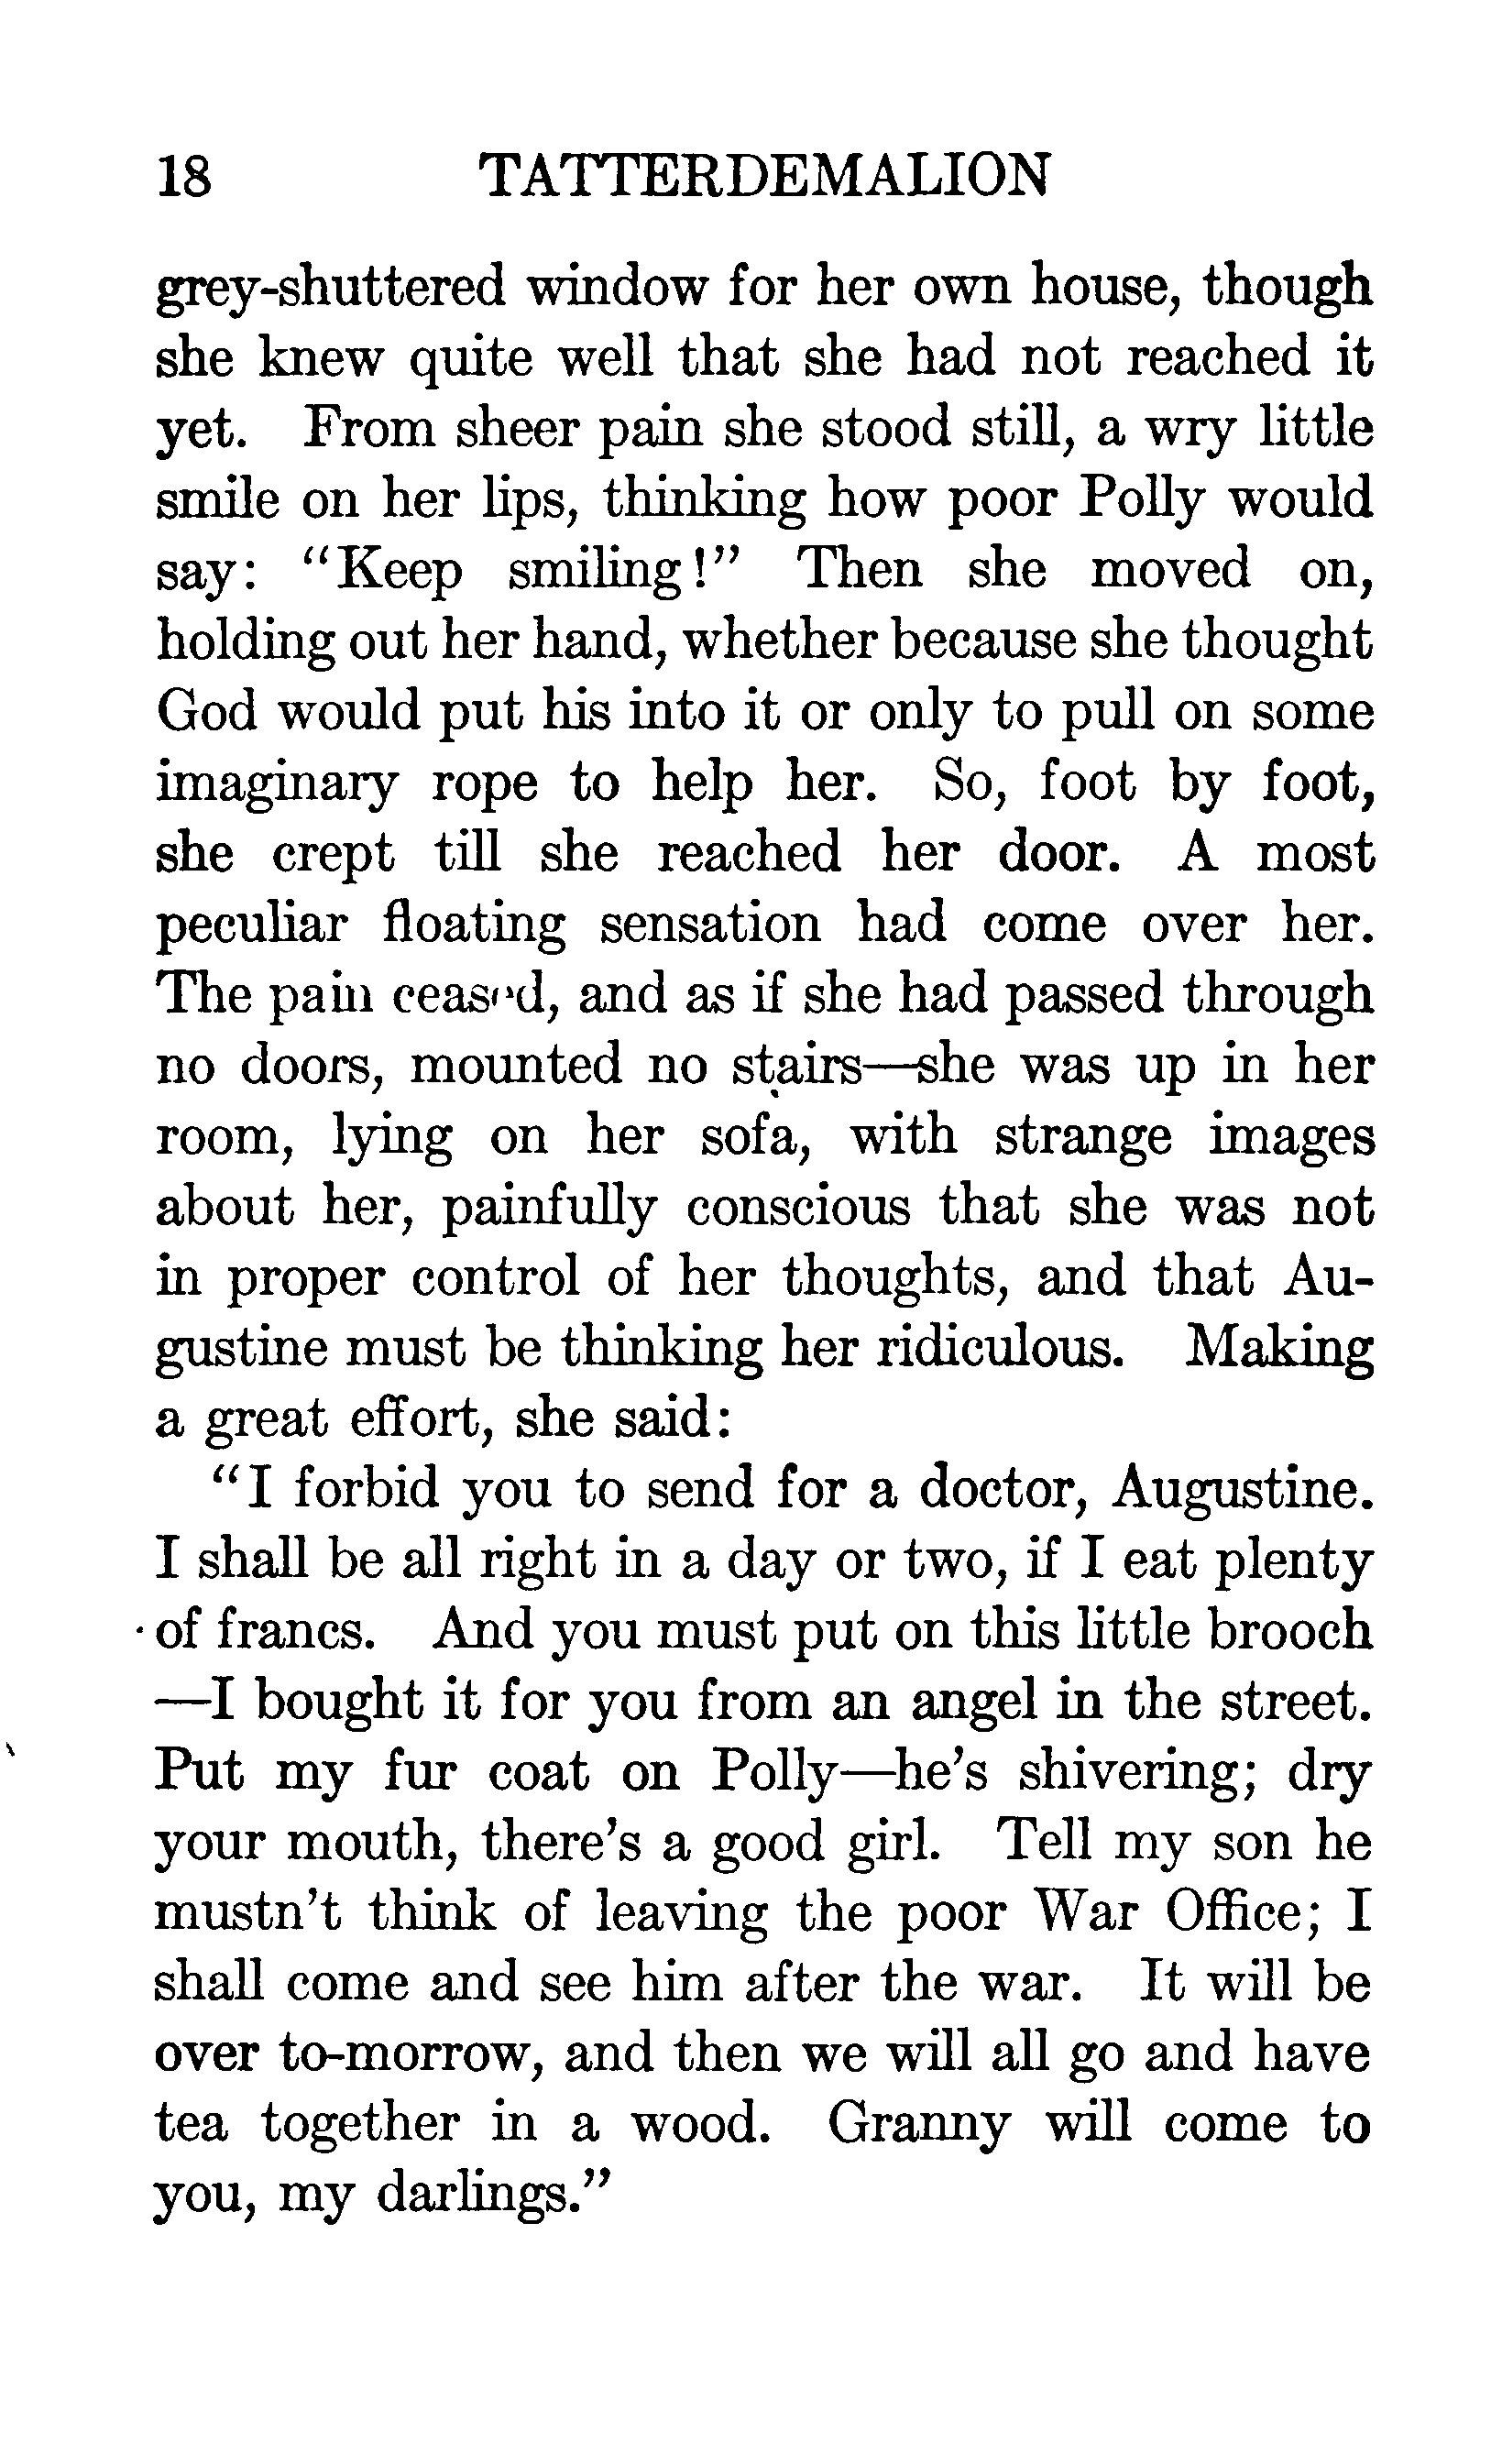 18 TATTERDEMALION
grey-shuttered window for her own house, though
she knew quite well that she had not reached it
yet. From sheer pain she stood still, a wry little
smile on her lips, thinking how poor Polly would
say: "Keep smiling!" Then she moved on,
holding out her hand, whether because she thought
God would put his into it or only to pull on some
imaginary rope to help her. So, foot by foot,
she crept till she reached her door. A most
peculiar floating sensation had come over her.
The pain ceased, and as if she had passed through
no doors, mounted no stairs—she was up in her
room, lying on her sofa, with strange images
about her, painfully conscious that she was not
in proper control of her thoughts, and that Au-
gustine must be thinking her ridiculous. Making
a great effort, she said:
"I forbid you to send for a doctor, Augustine.
I shall be all right in a day or two, if I eat plenty
of francs. And you must put on this little brooch
—I bought it for you from an angel in the street.
Put my fur coat on Polly—he's shivering; dry
your mouth, there's a good girl. Tell my son he
mustn't think of leaving the poor War Office; I
shall come and see him after the war. It will be
over to-morrow, and then we will all go and have
tea together in a wood. Granny will come to
you, my darlings."